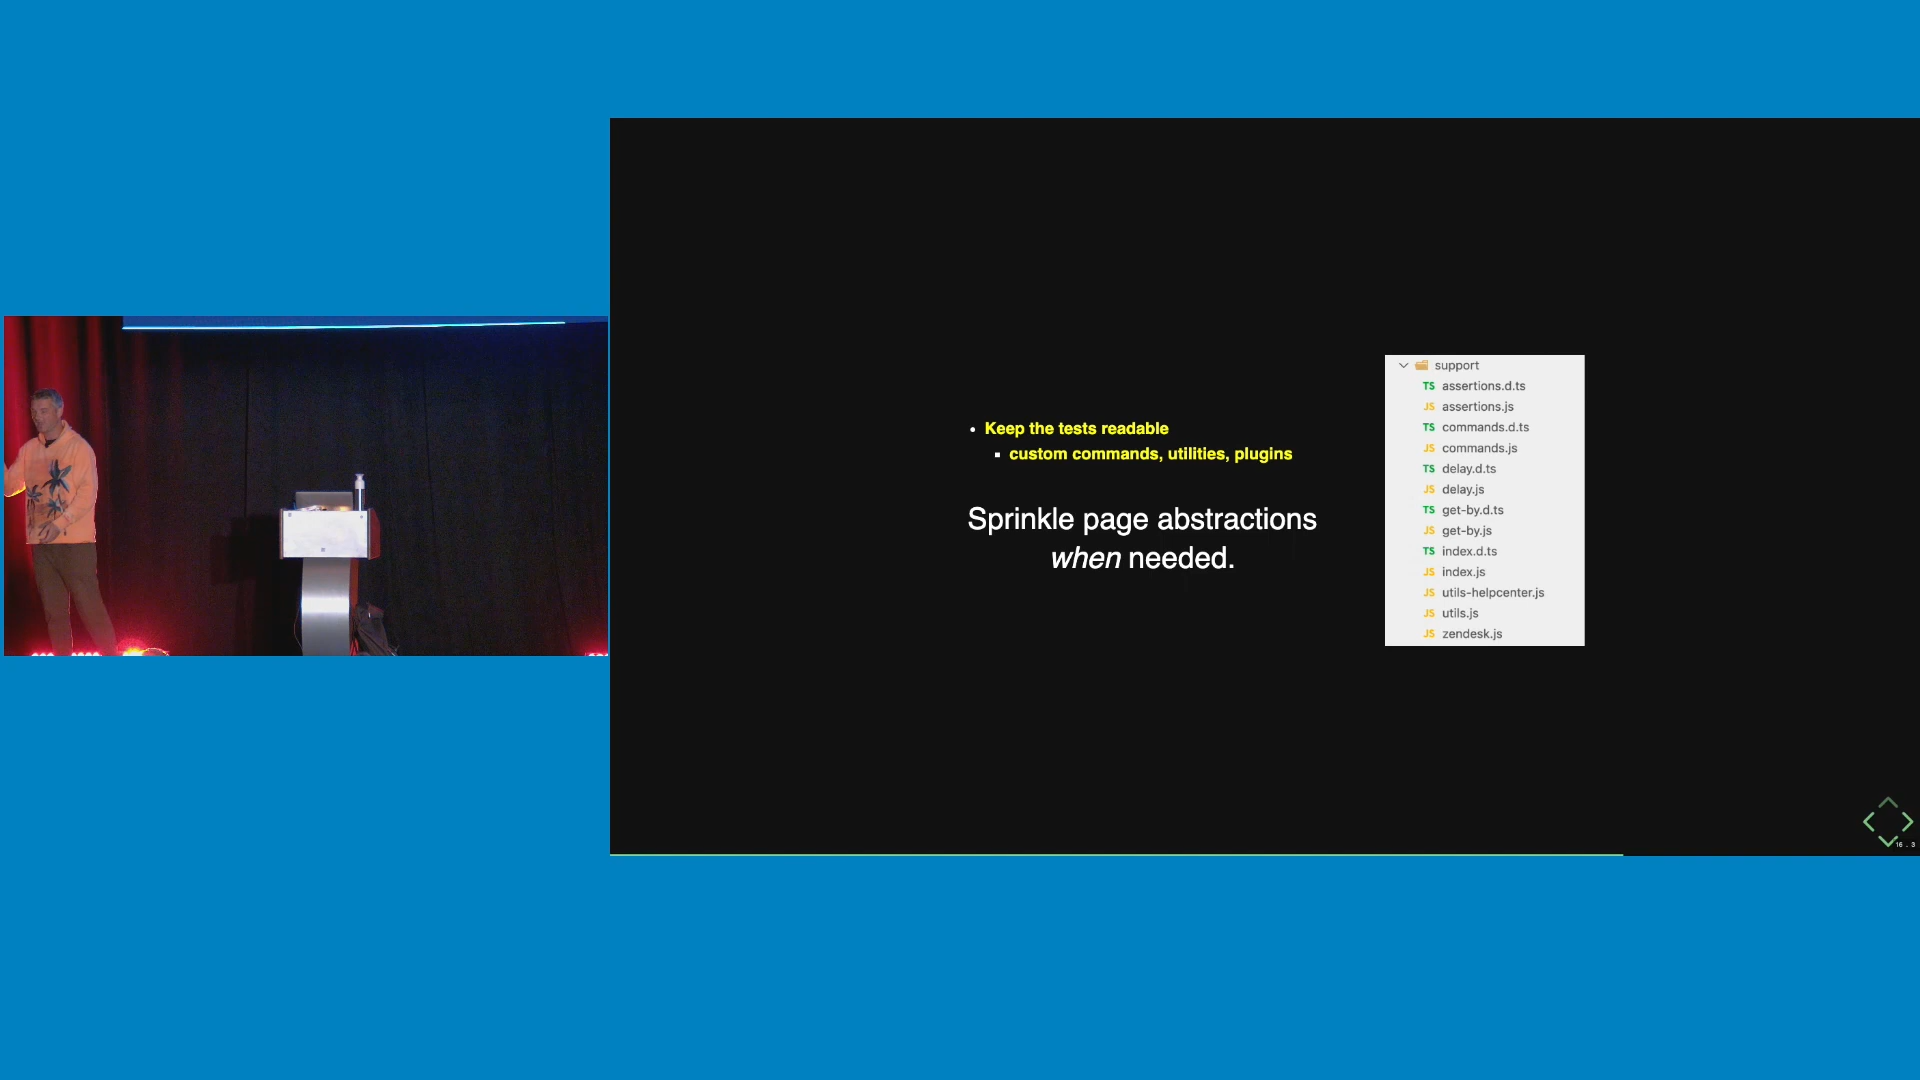 Keep the tests readable
custom commands, utilities, plugins
Sprinkle page abstractions
when needed.
support
TS assertions.d.ts
JS assertions.js
TS commands.d.ts
JS commands.js
TS delay.d.ts
JS delay.js
TS get-by.d.ts
JS get-by.js
TS index.d.ts
JS index.js
JS utils-helpcenter.js
JS utils.js
JS zendesk.js
16.3